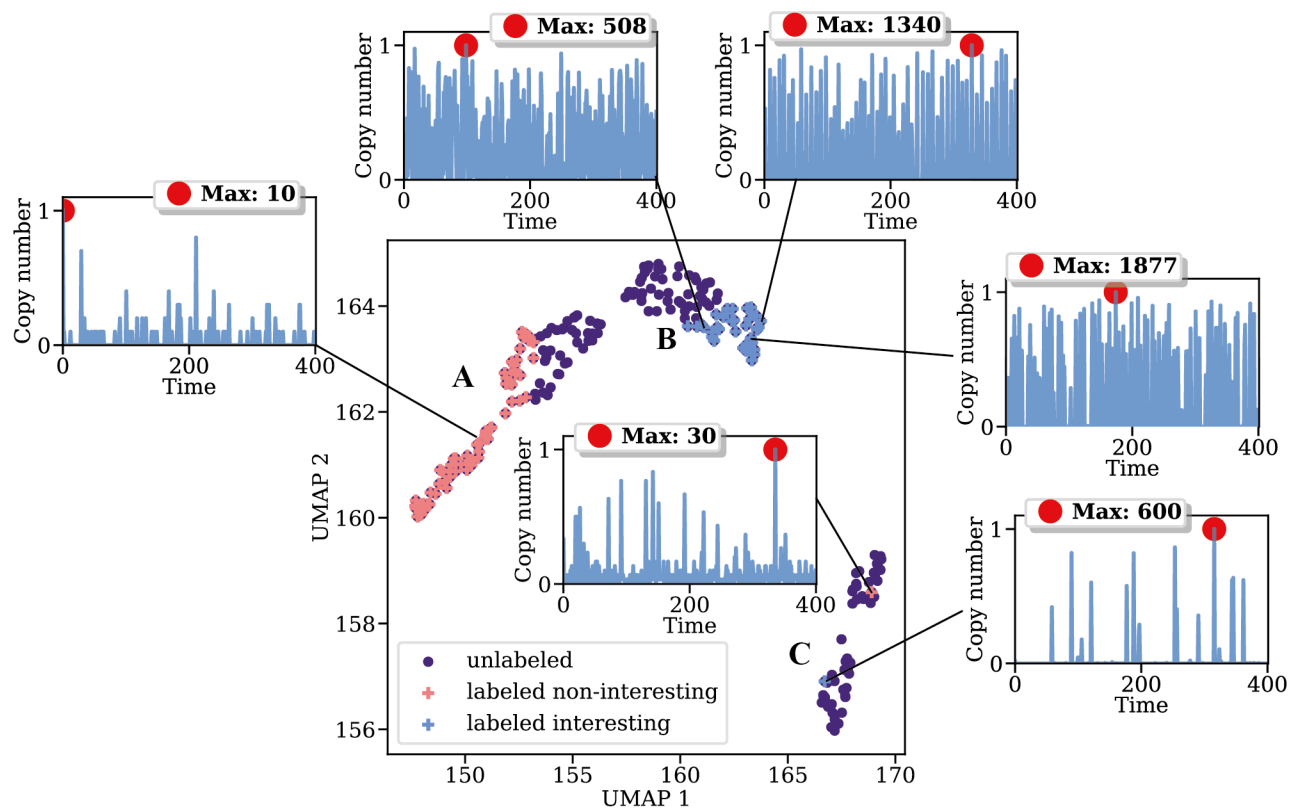 Max: 508
Copy number
1
0
0
200
400
Time
Max: 1340
Copy number
1
0
0
200
400
Time
Max: 10
Copy number
1
0
0
200
400
Time
Max: 1877
Copy number
1
0
0
200
400
Time
A
B
C
Max: 30
Copy number
1
0
0
200
400
Time
Max: 600
Copy number
1
0
0
200
400
Time
UMAP 2
164
162
160
158
156
unlabeled
labeled non-interesting
labeled interesting
150
155
160
165
170
UMAP 1